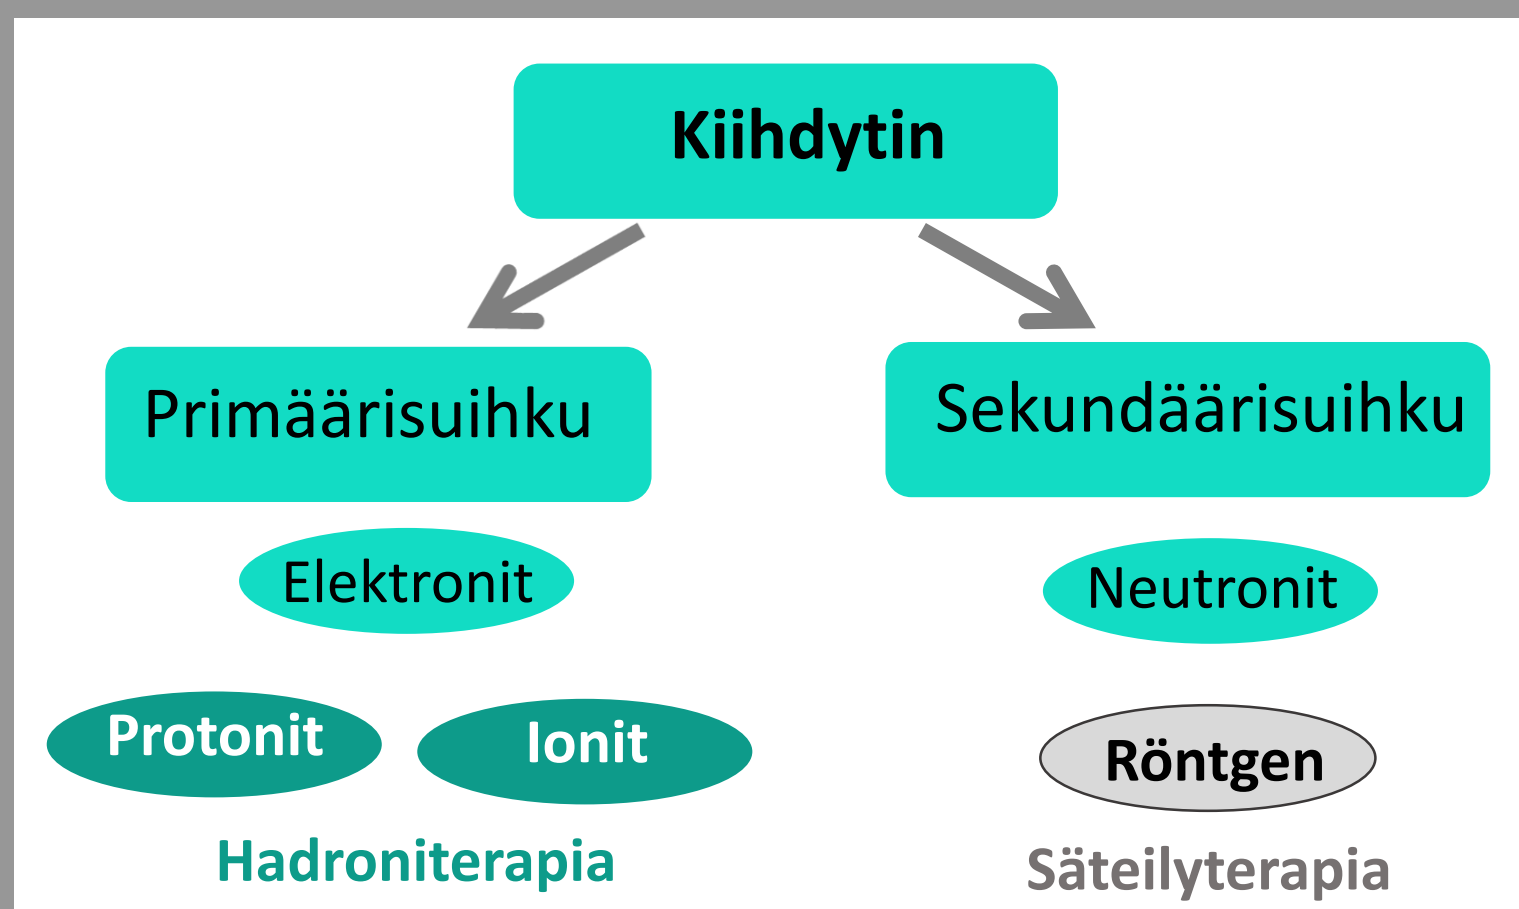 Kiihdytin
Primäärisuihku
Sekundäärisuihku
Elektronit
Neutronit
Protonit
Ionit
Röntgen
Hadroniterapia
Säteilyterapia